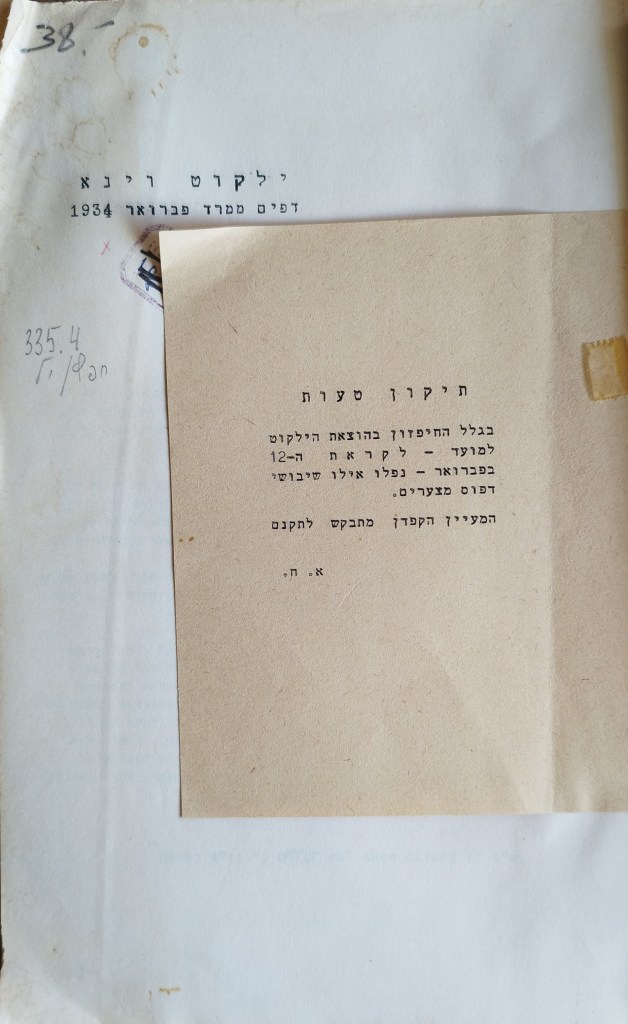 38.-
ילקוט וינא
דפים ממרד פברואר 1934
335.4
תיקון טעות
בגלל החיפזון בהוצאת הילקוט
למועד – לקראת ה-12
בפברואר – נפלו אילו שיבושי
דפוס מצערים.
המעיין הקפדן מתבקש לתקנם
א. ח.